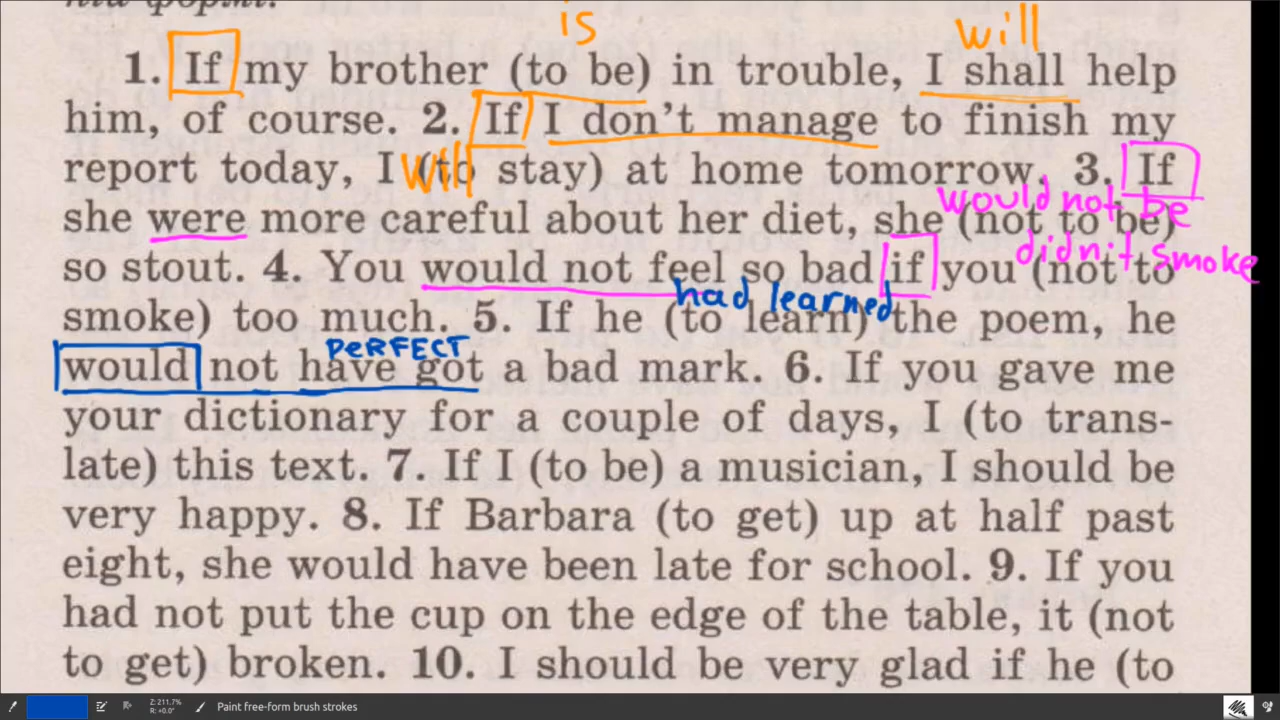 ній формі:
is will
1. If my brother (to be) in trouble, I shall help
him, of course. 2. If I don't manage to finish my
report today, I (to stay) at home tomorrow. 3. If
will
would not be
she were more careful about her diet, she (not to be)
didn't smoke
so stout. 4. You would not feel so bad if you (not to
had learned
smoke) too much. 5. If he (to learn) the poem, he
PERFECT
would not have got a bad mark. 6. If you gave me
your dictionary for a couple of days, I (to trans-
late) this text. 7. If I (to be) a musician, I should be
very happy. 8. If Barbara (to get) up at half past
eight, she would have been late for school. 9. If you
had not put the cup on the edge of the table, it (not
to get) broken. 10. I should be very glad if he (to
Z: 211.7%
R: +0.0°
Paint free-form brush strokes